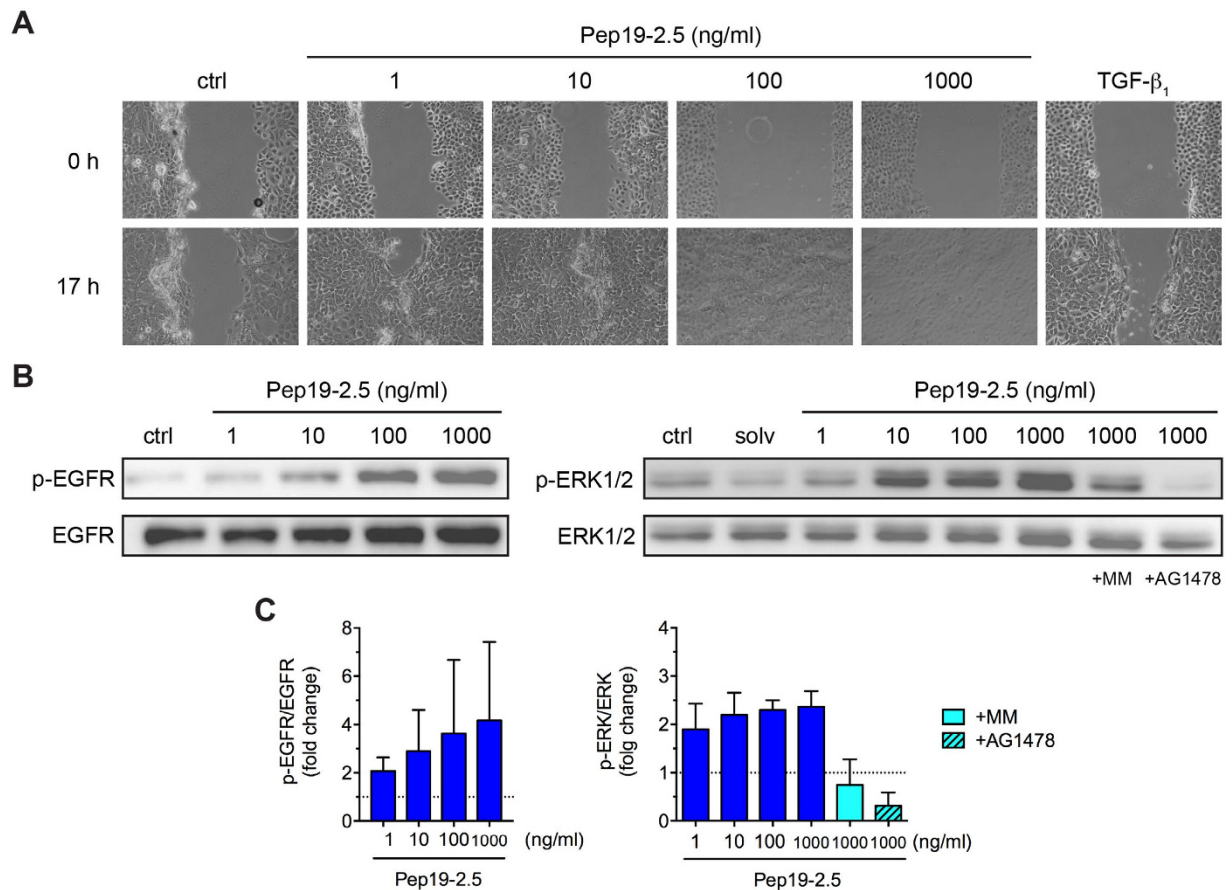 A
Pep19-2.5 (ng/ml)
ctrl 1 10 100 1000 TGF-β₁
0 h
17 h
B
Pep19-2.5 (ng/ml)
ctrl 1 10 100 1000
p-EGFR
EGFR
Pep19-2.5 (ng/ml)
ctrl solv 1 10 100 1000 1000 1000
p-ERK1/2
ERK1/2
+MM +AG1478
C
p-EGFR/EGFR
(fold change)
8
6
4
2
0
1 10 100 1000 (ng/ml)
Pep19-2.5
p-ERK/ERK
(folg change)
4
3
2
1
0
1 10 100 1000 1000 1000 (ng/ml)
Pep19-2.5
+MM
+AG1478